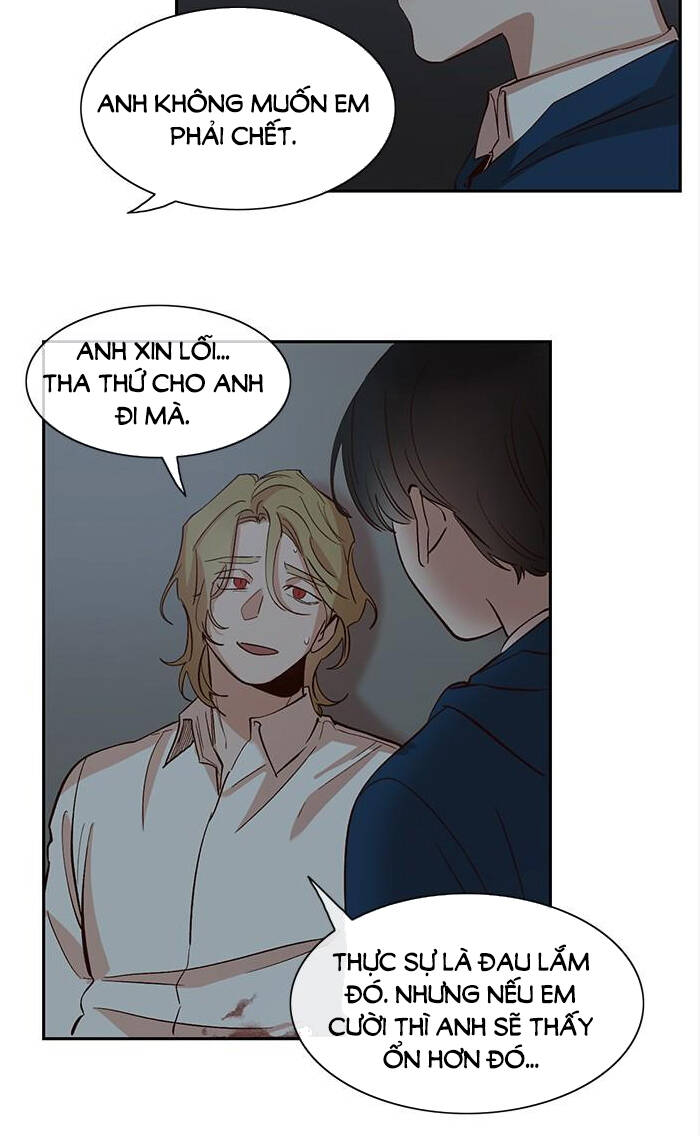 ANH KHÔNG MUỐN EM
PHẢI CHẾT.
ANH XIN LỖI...
THA THỨ CHO ANH
ĐI MÀ.
THỰC SỰ LÀ ĐAU LẮM
ĐÓ. NHƯNG NẾU EM
CƯỜI THÌ ANH SẼ THẤY
ỔN HƠN ĐÓ...